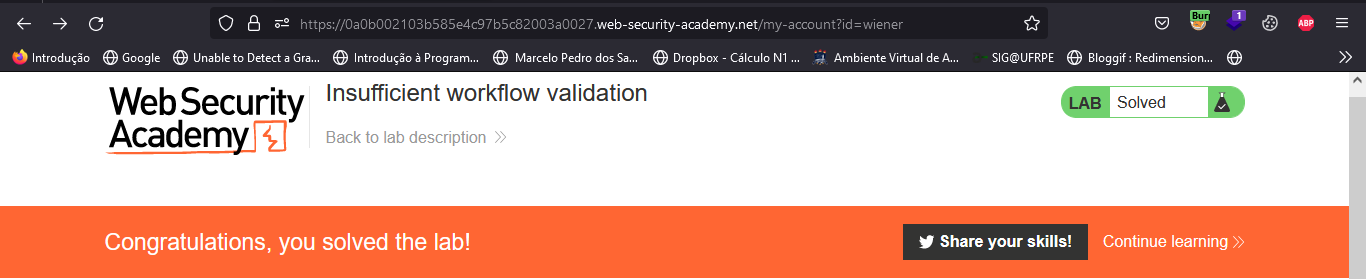 https://0a0b002103b585e4c97b5c82003a0027.web-security-academy.net/my-account?id=wiener
Bur
1
ABP
Introdução Google Unable to Detect a Gra... Introdução à Program... Marcelo Pedro dos Sa... Dropbox - Cálculo N1 ... Ambiente Virtual de A... SIG@UFRPE Bloggif : Redimension...
Web Security
Academy
Insufficient workflow validation
Back to lab description
LAB Solved
Congratulations, you solved the lab!
Share your skills!
Continue learning